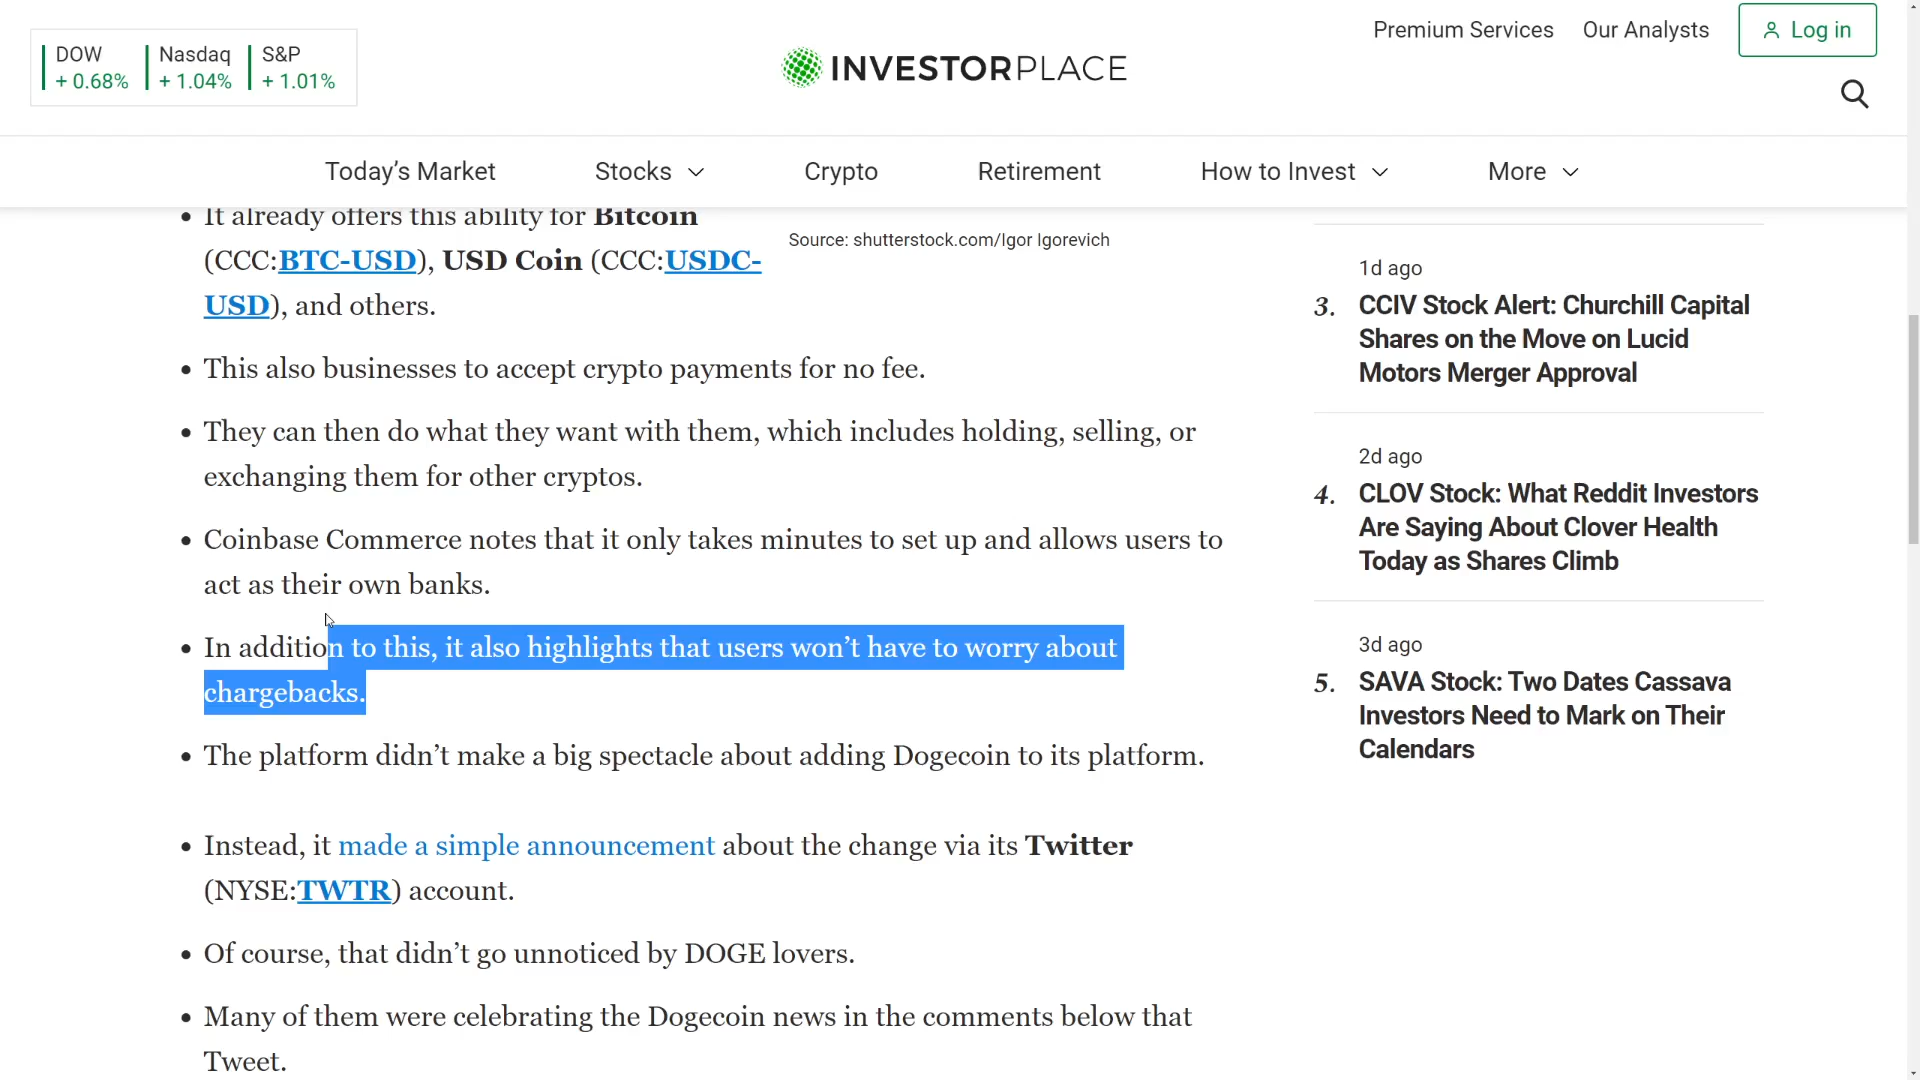 DOW
+ 0.68%
Nasdaq
+ 1.04%
S&P
+ 1.01%
INVESTORPLACE
Premium Services
Our Analysts
Log in
Today’s Market
Stocks
Crypto
Retirement
How to Invest
More
• It already offers this ability for Bitcoin
(CCC:BTC-USD), USD Coin (CCC:USDC-
USD), and others.
Source: shutterstock.com/Igor Igorevich
• This also businesses to accept crypto payments for no fee.
• They can then do what they want with them, which includes holding, selling, or
exchanging them for other cryptos.
• Coinbase Commerce notes that it only takes minutes to set up and allows users to
act as their own banks.
• In addition to this, it also highlights that users won’t have to worry about
chargebacks.
• The platform didn’t make a big spectacle about adding Dogecoin to its platform.
• Instead, it made a simple announcement about the change via its Twitter
(NYSE:TWTR) account.
• Of course, that didn’t go unnoticed by DOGE lovers.
• Many of them were celebrating the Dogecoin news in the comments below that
Tweet.
1d ago
3. CCIV Stock Alert: Churchill Capital
Shares on the Move on Lucid
Motors Merger Approval
2d ago
4. CLOV Stock: What Reddit Investors
Are Saying About Clover Health
Today as Shares Climb
3d ago
5. SAVA Stock: Two Dates Cassava
Investors Need to Mark on Their
Calendars